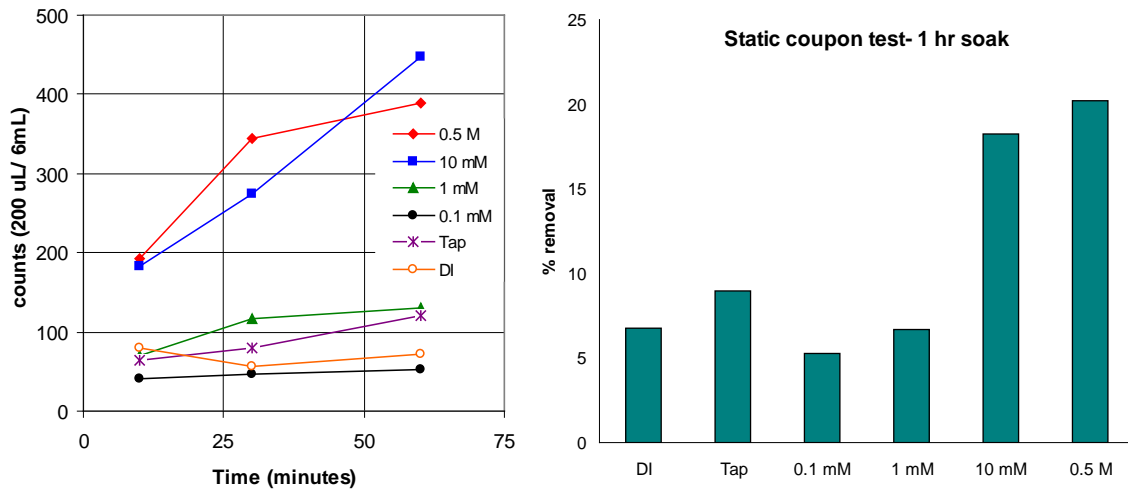 500
400
300
200
100
0
counts (200 uL/ 6mL)
0 25 50 75
Time (minutes)
0.5 M
10 mM
1 mM
0.1 mM
Tap
DI
Static coupon test- 1 hr soak
25
20
15
10
5
0
% removal
DI Tap 0.1 mM 1 mM 10 mM 0.5 M